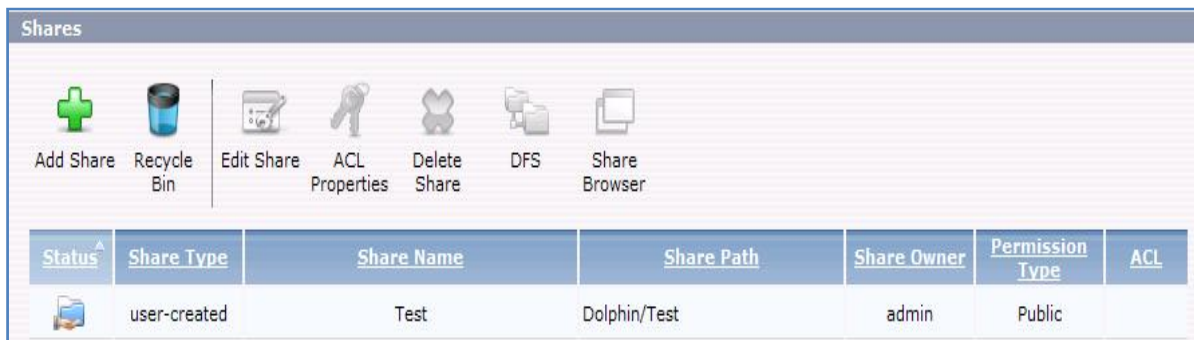 Shares
Add Share Recycle Bin Edit Share ACL Properties Delete Share DFS Share Browser
Status Share Type Share Name Share Path Share Owner Permission Type ACL
user-created Test Dolphin/Test admin Public